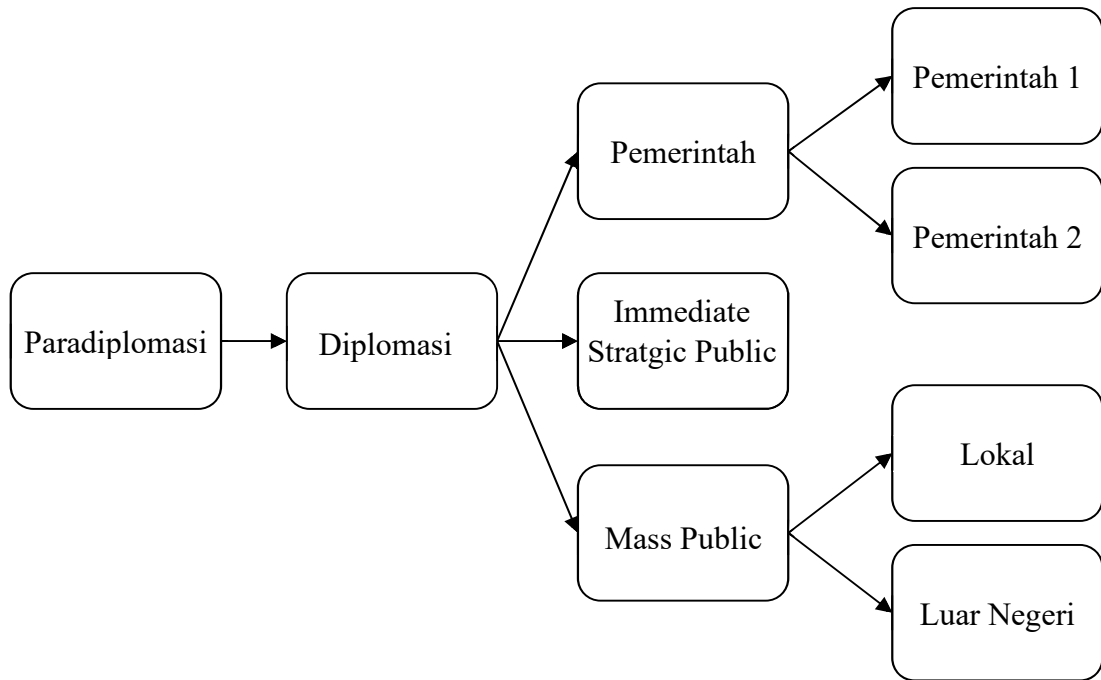 Paradiplomasi
Diplomasi
Pemerintah
Pemerintah 1
Pemerintah 2
Immediate
Stratgic Public
Mass Public
Lokal
Luar Negeri